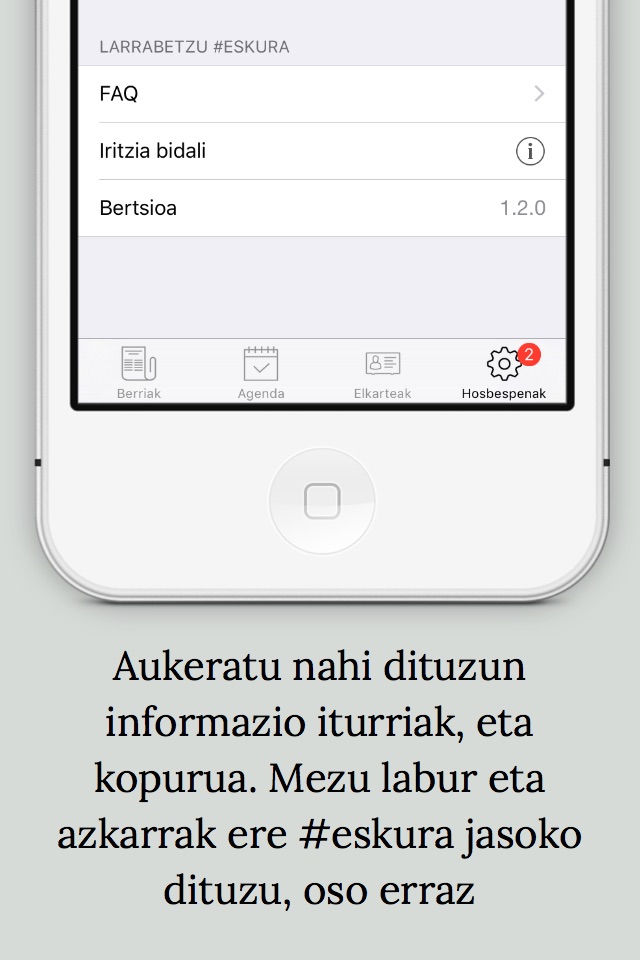 LARRABETZU #ESKURA
FAQ
Iritzia bidali
Bertsioa 1.2.0
2
Berriak Agenda Elkarteak Hosbespenak
Aukeratu nahi dituzun
informazio iturriak, eta
kopurua. Mezu labur eta
azkarrak ere #eskura jasoko
dituzu, oso erraz